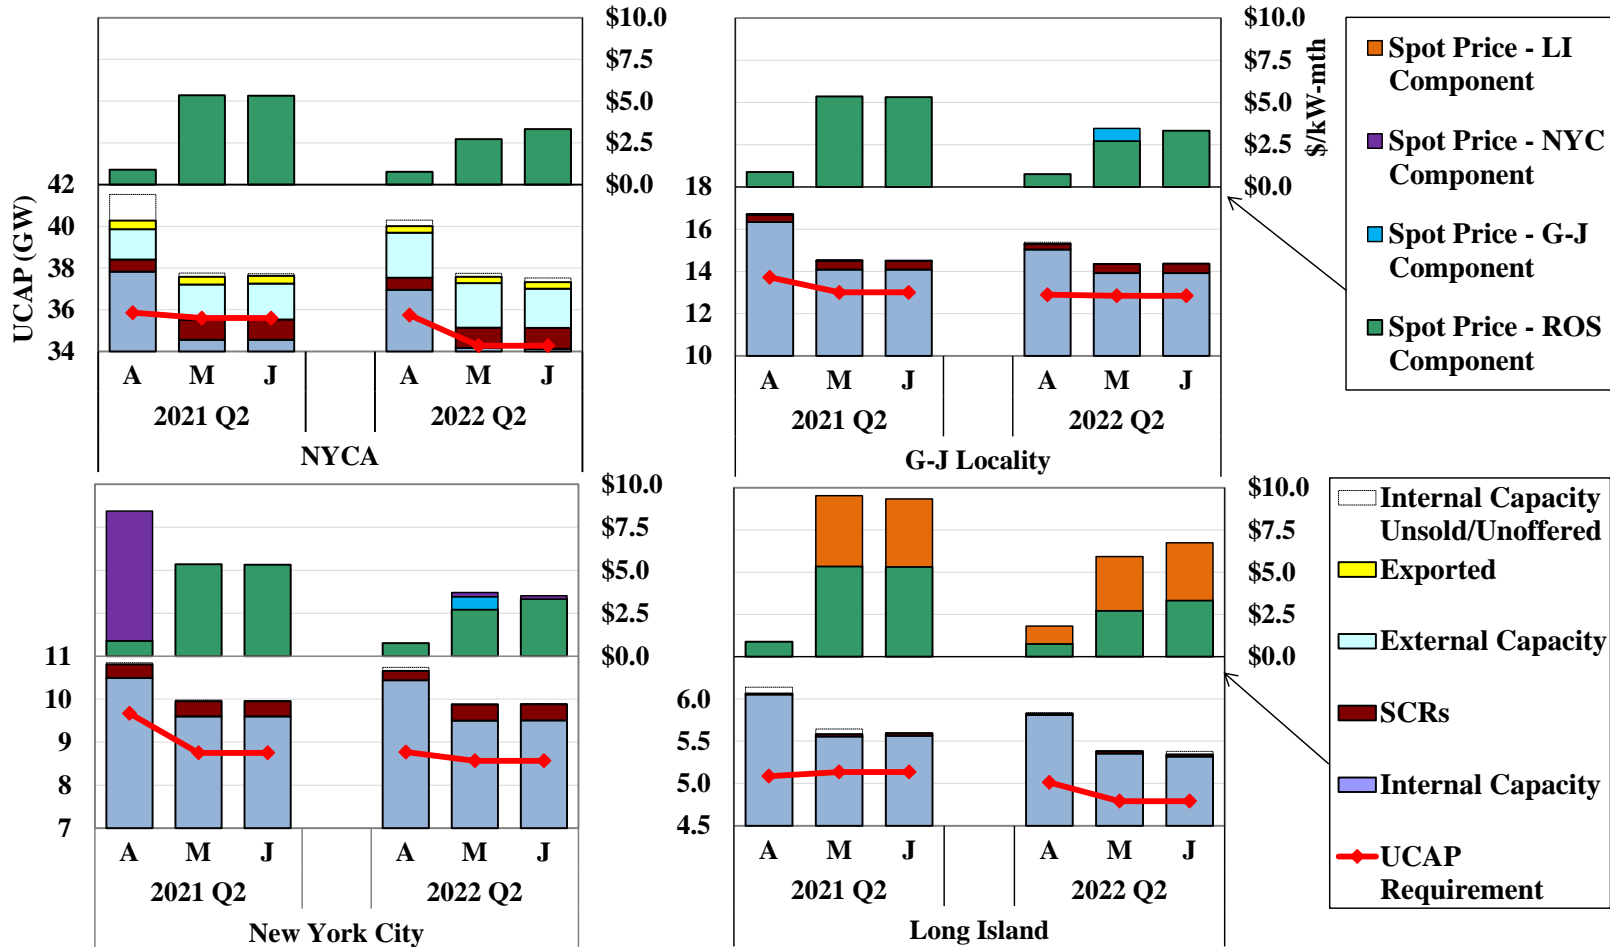 $10.0
$7.5
$5.0
$2.5
$0.0
42
40
38
36
34
UCAP (GW)
A M J A M J
2021 Q2 2022 Q2
NYCA
$10.0
$7.5
$5.0
$2.5
$0.0
$/kW-mth
18
16
14
12
10
A M J A M J
2021 Q2 2022 Q2
G-J Locality
Spot Price - LI
Component
Spot Price - NYC
Component
Spot Price - G-J
Component
Spot Price - ROS
Component
$10.0
$7.5
$5.0
$2.5
$0.0
11
10
9
8
7
A M J A M J
2021 Q2 2022 Q2
New York City
$10.0
$7.5
$5.0
$2.5
$0.0
6.0
5.5
5.0
4.5
A M J A M J
2021 Q2 2022 Q2
Long Island
Internal Capacity
Unsold/Unoffered
Exported
External Capacity
SCRs
Internal Capacity
UCAP
Requirement